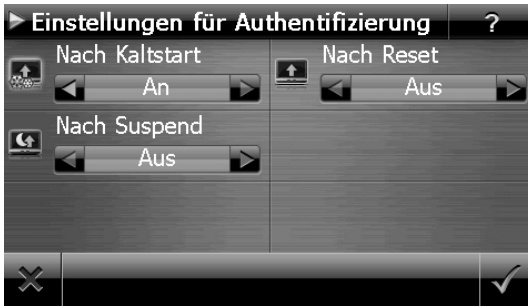 Einstellungen für Authentifizierung ?
Nach Kaltstart
An
Nach Reset
Aus
Nach Suspend
Aus